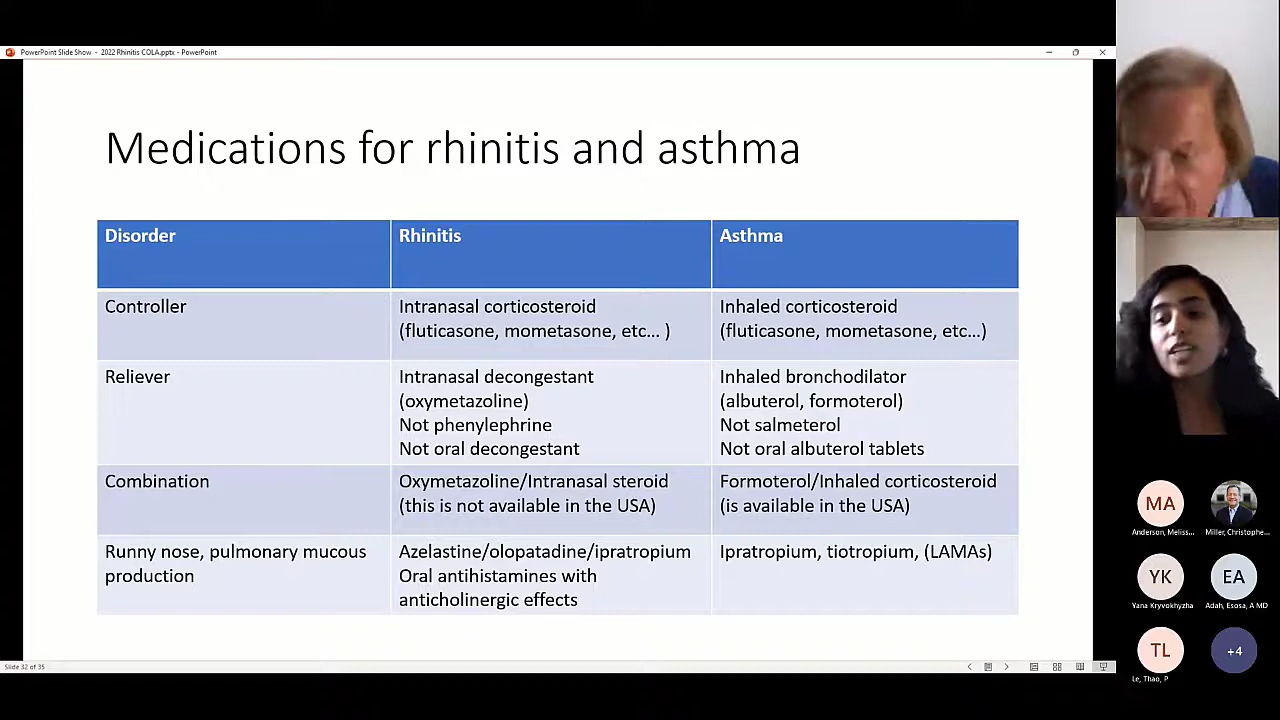 PowerPoint Slide Show - 2022 Rhinitis COLA.pptx - PowerPoint
Medications for rhinitis and asthma
Disorder
Rhinitis
Asthma
Controller
Intranasal corticosteroid
(fluticasone, mometasone, etc... )
Inhaled corticosteroid
(fluticasone, mometasone, etc...)
Reliever
Intranasal decongestant
(oxymetazoline)
Not phenylephrine
Not oral decongestant
Inhaled bronchodilator
(albuterol, formoterol)
Not salmeterol
Not oral albuterol tablets
Combination
Oxymetazoline/Intranasal steroid
(this is not available in the USA)
Formoterol/Inhaled corticosteroid
(is available in the USA)
Runny nose, pulmonary mucous
production
Azelastine/olopatadine/ipratropium
Oral antihistamines with
anticholinergic effects
Ipratropium, tiotropium, (LAMAs)
Slide 32 of 35
MA
Anderson, Meliss...
Miller, Christophe...
YK
Yana Kryvokhyzha
EA
Adah, Esosa, A MD
TL
Le, Thao, P
+4